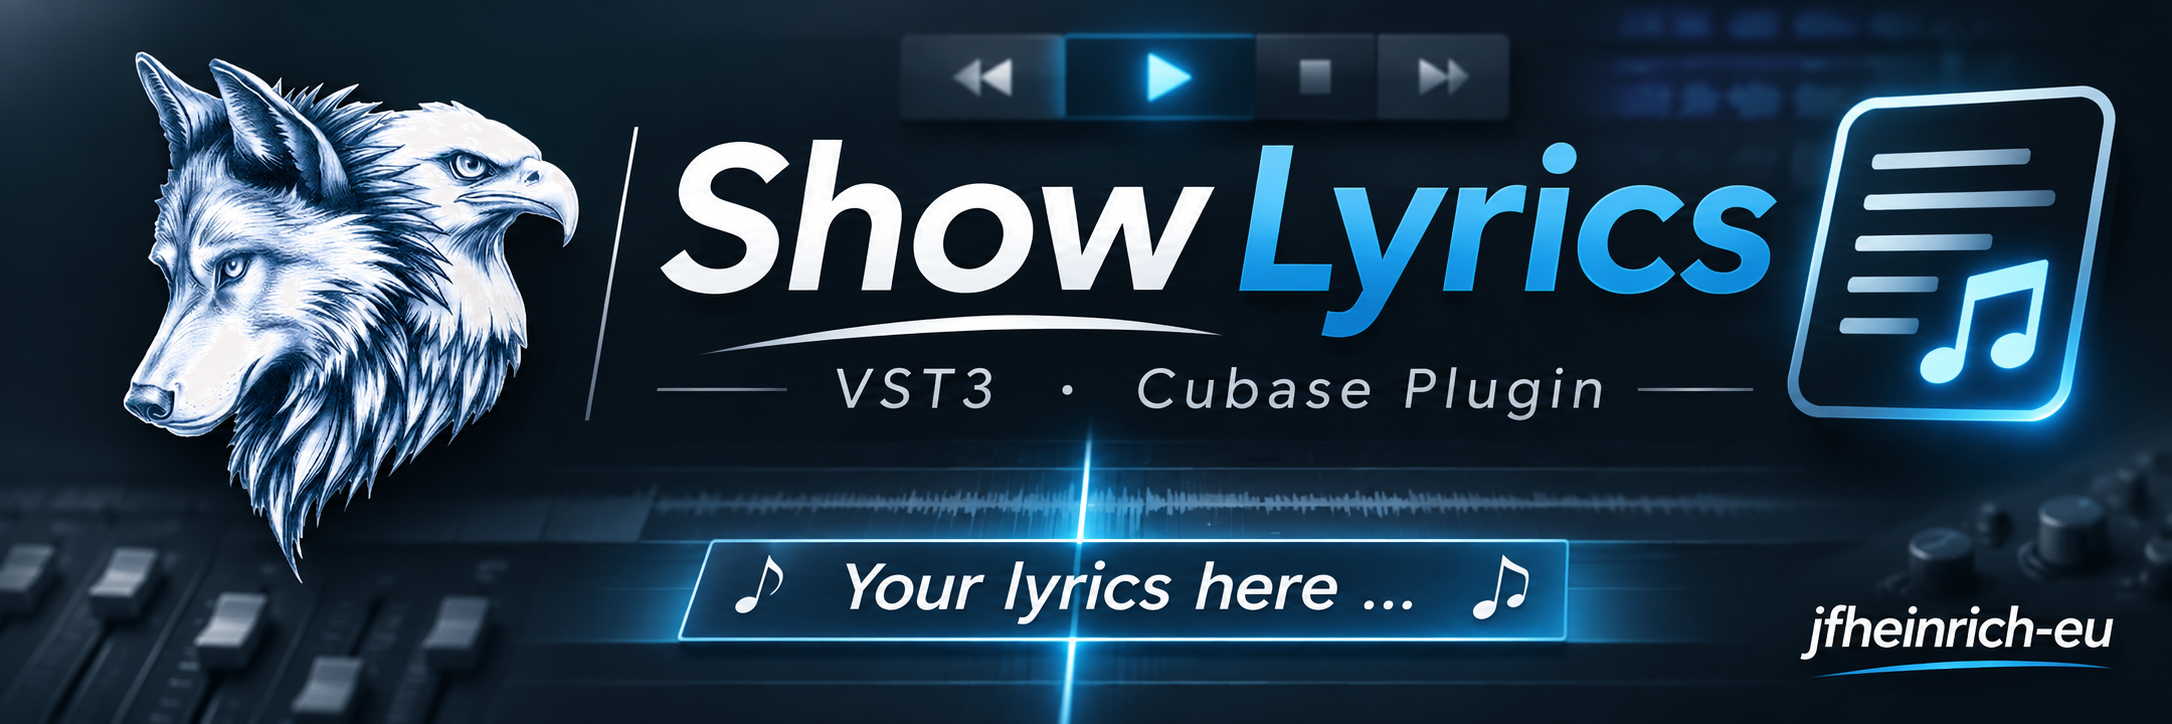 Show Lyrics
VST3 · Cubase Plugin
Your lyrics here ...
jfheinrich-eu